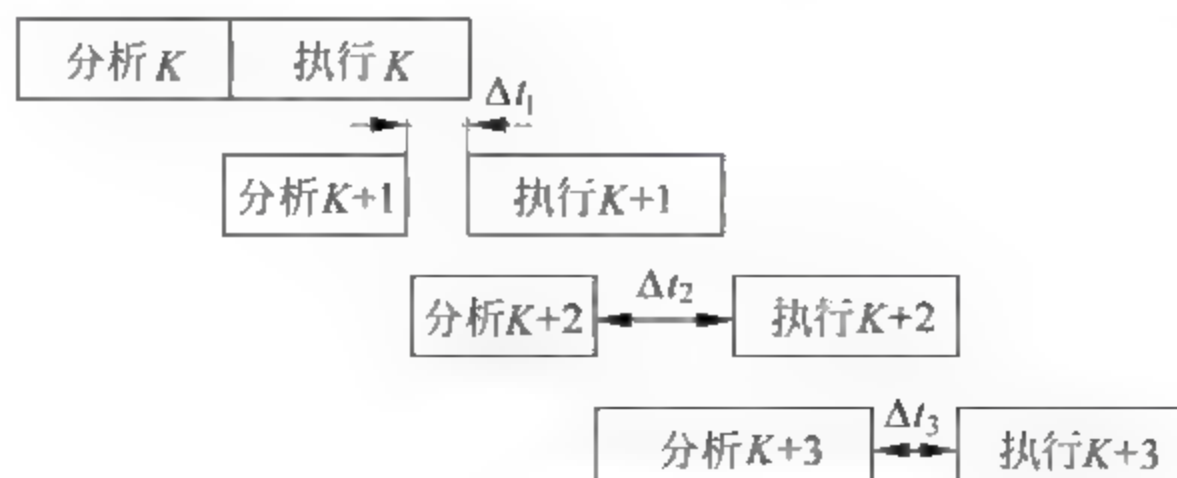 分析K 执行K
Δt₁
分析K+1 执行K+1
分析K+2 Δt₂ 执行K+2
分析K+3 Δt₃ 执行K+3